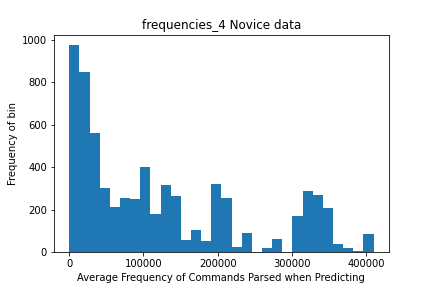 frequencies_4 Novice data
1000
800
600
400
200
0
Frequency of bin
0 100000 200000 300000 400000
Average Frequency of Commands Parsed when Predicting